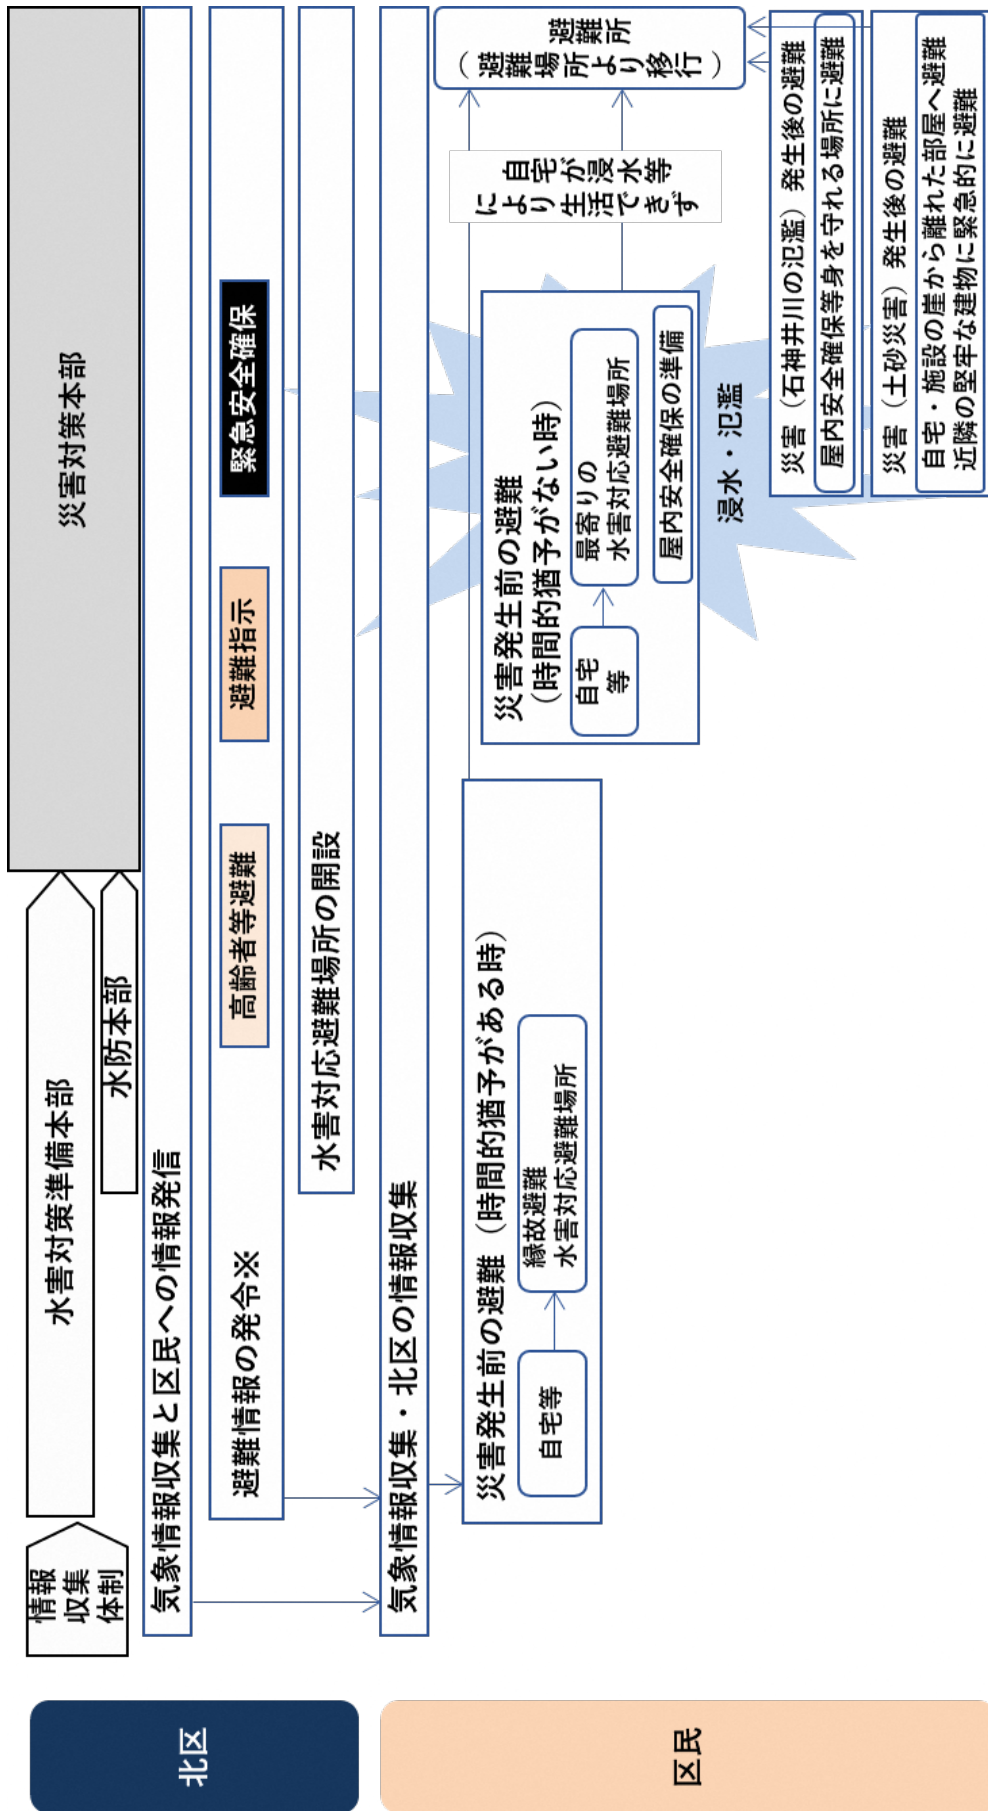 北区
情報
収集
体制
水害対策準備本部
水防本部
災害対策本部
気象情報収集と区民への情報発信
避難情報の発令※
高齢者等避難
避難指示
緊急安全確保
水害対応避難場所の開設
区民
気象情報収集・北区の情報収集
災害発生前の避難（時間的猶予がある時）
自宅等
縁故避難
水害対応避難場所
災害発生前の避難
（時間的猶予がない時）
自宅
等
最寄りの
水害対応避難場所
屋内安全確保の準備
浸水・氾濫
自宅が浸水等
により生活できず
避難所
（避難場所より移行）
災害（石神井川の氾濫）発生後の避難
屋内安全確保等身を守れる場所に避難
災害（土砂災害）発生後の避難
自宅・施設の崖から離れた部屋へ避難
近隣の堅牢な建物に緊急的に避難